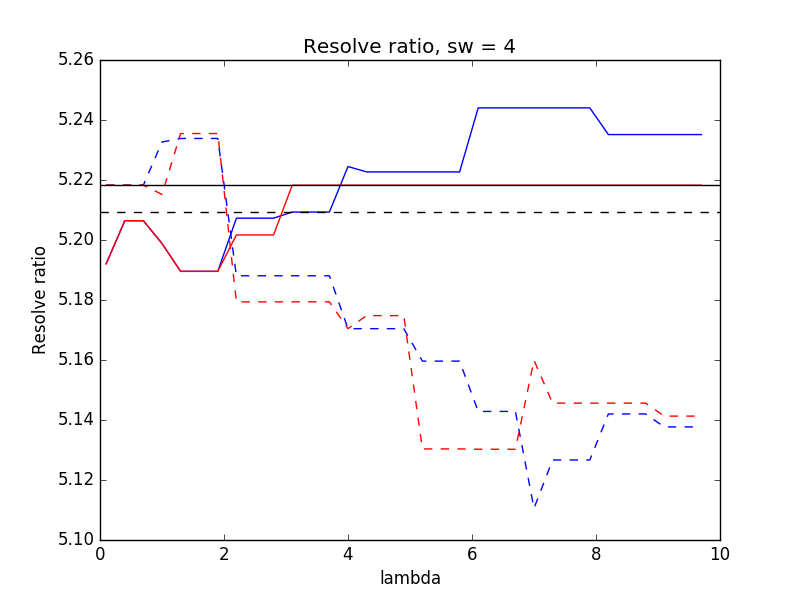 Resolve ratio, sw = 4
5.26
5.24
5.22
5.20
5.18
5.16
5.14
5.12
5.10
Resolve ratio
0 2 4 6 8 10
lambda